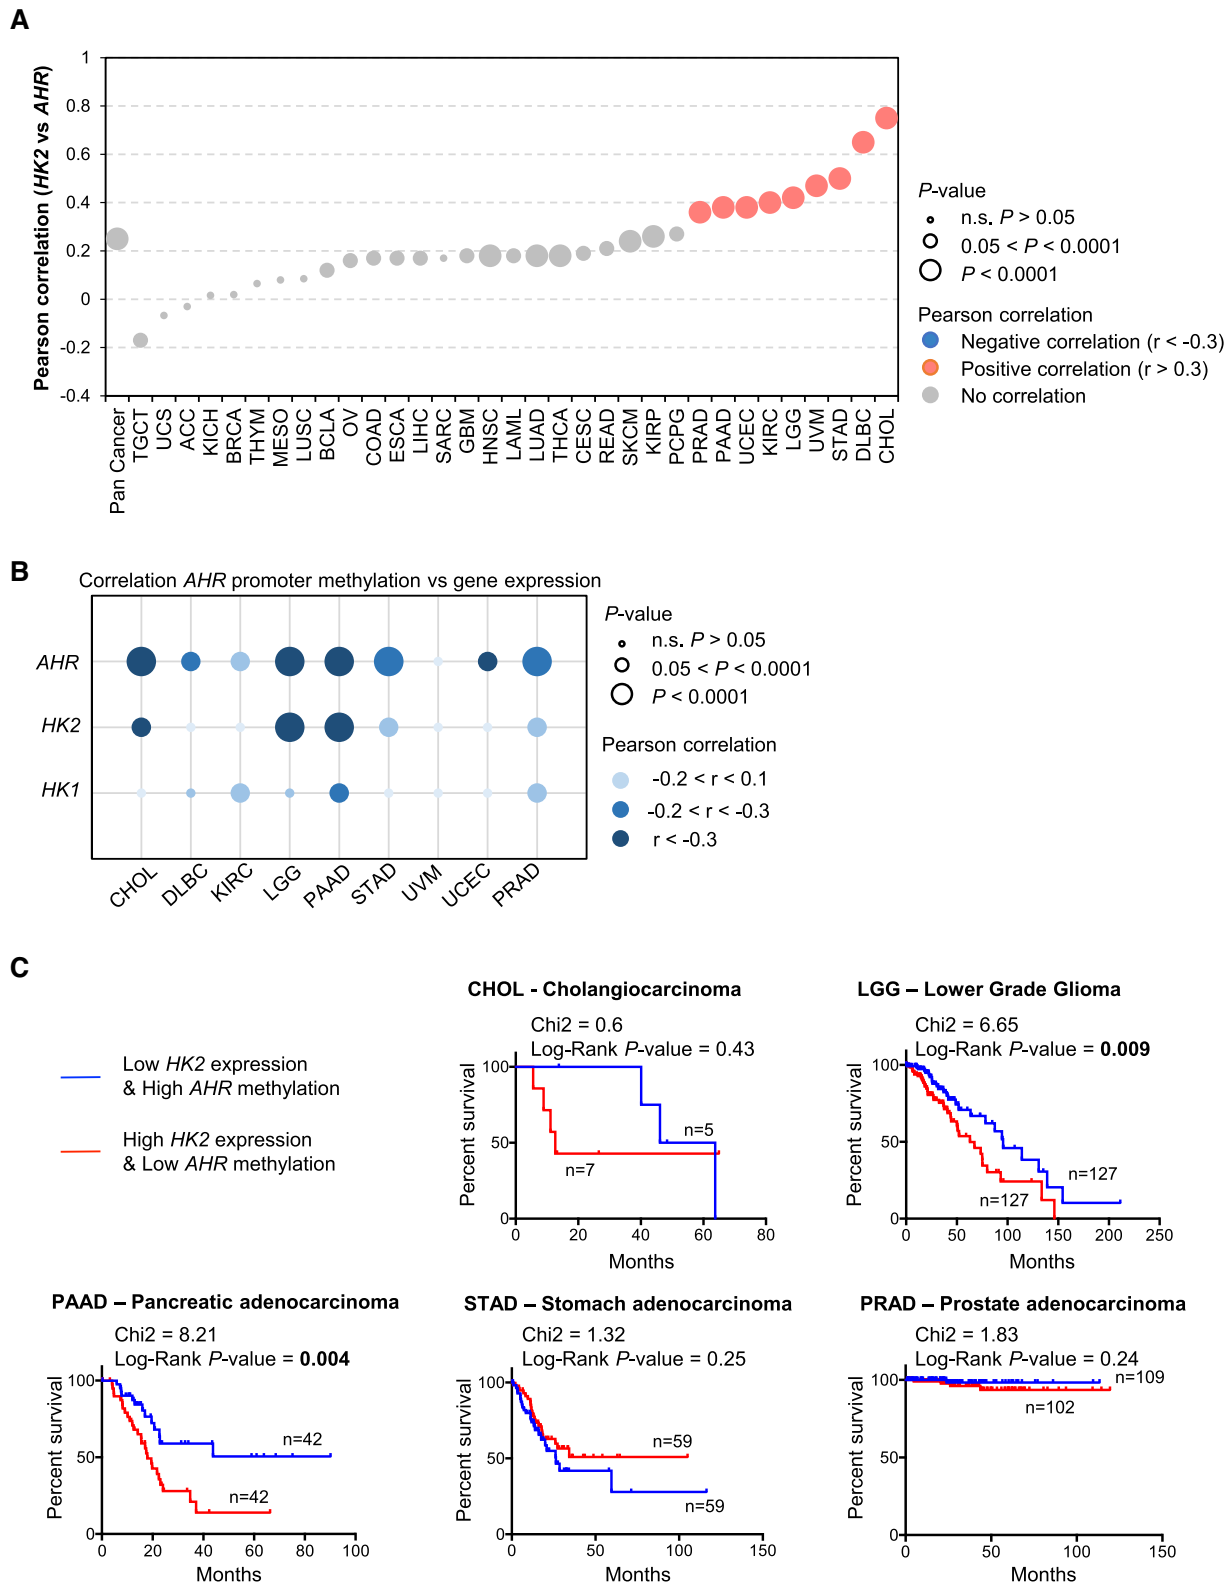 A
Pearson correlation (HK2 vs AHR)
1
0.8
0.6
0.4
0.2
0
-0.2
-0.4
Pan Cancer
TGCT
UCS
ACC
KICH
BRCA
THYM
MESO
LUSC
BCLA
OV
COAD
ESCA
LIHC
SARC
GBM
HNSC
LAML
LUAD
THCA
CESC
READ
SKCM
KIRP
PCPG
PRAD
PAAD
UCEC
KIRC
LGG
UVM
STAD
DLBC
CHOL
P-value
n.s. P > 0.05
0.05 < P < 0.0001
P < 0.0001
Pearson correlation
Negative correlation (r < -0.3)
Positive correlation (r > 0.3)
No correlation
B
Correlation AHR promoter methylation vs gene expression
AHR
HK2
HK1
CHOL
DLBC
KIRC
LGG
PAAD
STAD
UVM
UCEC
PRAD
P-value
n.s. P > 0.05
0.05 < P < 0.0001
P < 0.0001
Pearson correlation
-0.2 < r < 0.1
-0.2 < r < -0.3
r < -0.3
C
Low HK2 expression
& High AHR methylation
High HK2 expression
& Low AHR methylation
CHOL - Cholangiocarcinoma
Chi2 = 0.6
Log-Rank P-value = 0.43
Percent survival
100
50
0
n=5
n=7
0 20 40 60 80
Months
LGG – Lower Grade Glioma
Chi2 = 6.65
Log-Rank P-value = 0.009
Percent survival
100
50
0
n=127
n=127
0 50 100 150 200 250
Months
PAAD – Pancreatic adenocarcinoma
Chi2 = 8.21
Log-Rank P-value = 0.004
Percent survival
100
50
0
n=42
n=42
0 20 40 60 80 100
Months
STAD – Stomach adenocarcinoma
Chi2 = 1.32
Log-Rank P-value = 0.25
Percent survival
100
50
0
n=59
n=59
0 50 100 150
Months
PRAD – Prostate adenocarcinoma
Chi2 = 1.83
Log-Rank P-value = 0.24
Percent survival
100
50
0
n=109
n=102
0 50 100 150
Months